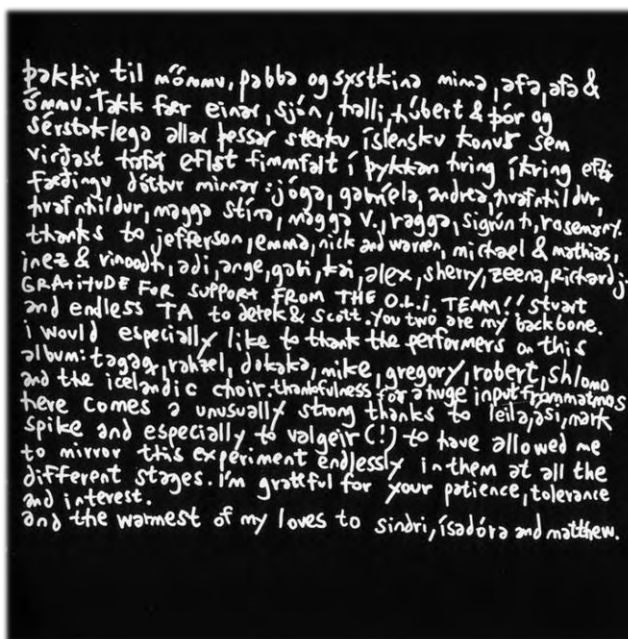 þakkir til mömmu, pabba og systkina minna, afa, afa &
ömmu. takk fær einar, sjón, halli, húbert & þór og
sérstaklega allar þessar sterku íslensku konur sem
virðast hafa eflst fimmfalt í þykkan hring íkring eftir
fæðingu dóttur minnar: jóga, gabríela, andrea, hrafnhildur,
hrafnhildur, magga stína, magga v., ragga, sigrún h, rosemary.
thanks to jefferson, emma, nick and warren, michael & mathias,
inez & vinoodh, adi, ange, gabi, kai, alex, sherry, zeena, Richard j.
GRATITUDE FOR SUPPORT FROM THE O.L.i. TEAM!! Stuart
and endless TA to derek & scott. you two are my backbone.
i would especially like to thank the performers on this
album: tagaq, rahzel, dokaka, mike, gregory, robert, shlomo
and the icelandic choir. thankfulness for a huge input from matmos
here comes a unusually strong thanks to leila, asi, mark
spike and especially to valgeir (!) to have allowed me
to mirror this experiment endlessly in them at all the
different stages. i'm grateful for your patience, tolerance
and interest.
and the warmest of my loves to sindri, ísadóra and matthew.